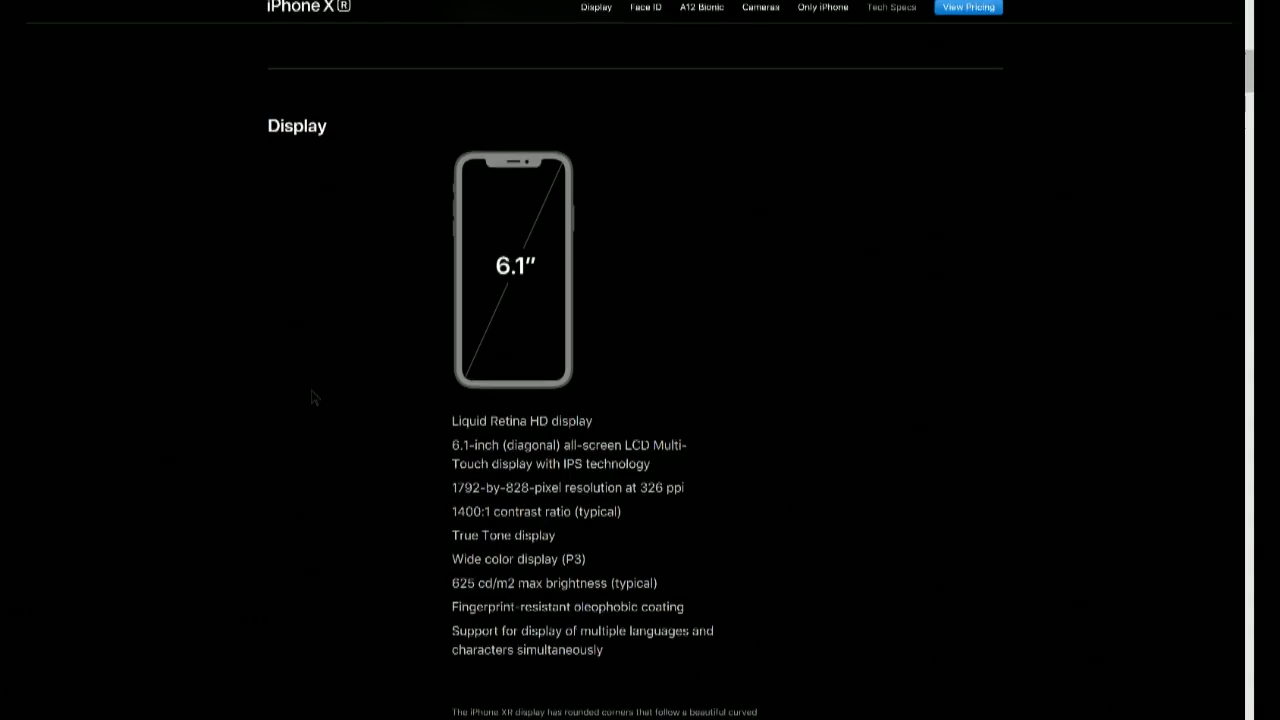 iPhone XR
Display Face ID A12 Bionic Cameras Only iPhone Tech Specs View Pricing
Display
6.1″
Liquid Retina HD display
6.1-inch (diagonal) all-screen LCD Multi-
Touch display with IPS technology
1792-by-828-pixel resolution at 326 ppi
1400:1 contrast ratio (typical)
True Tone display
Wide color display (P3)
625 cd/m2 max brightness (typical)
Fingerprint-resistant oleophobic coating
Support for display of multiple languages and
characters simultaneously
The iPhone XR display has rounded corners that follow a beautiful curved